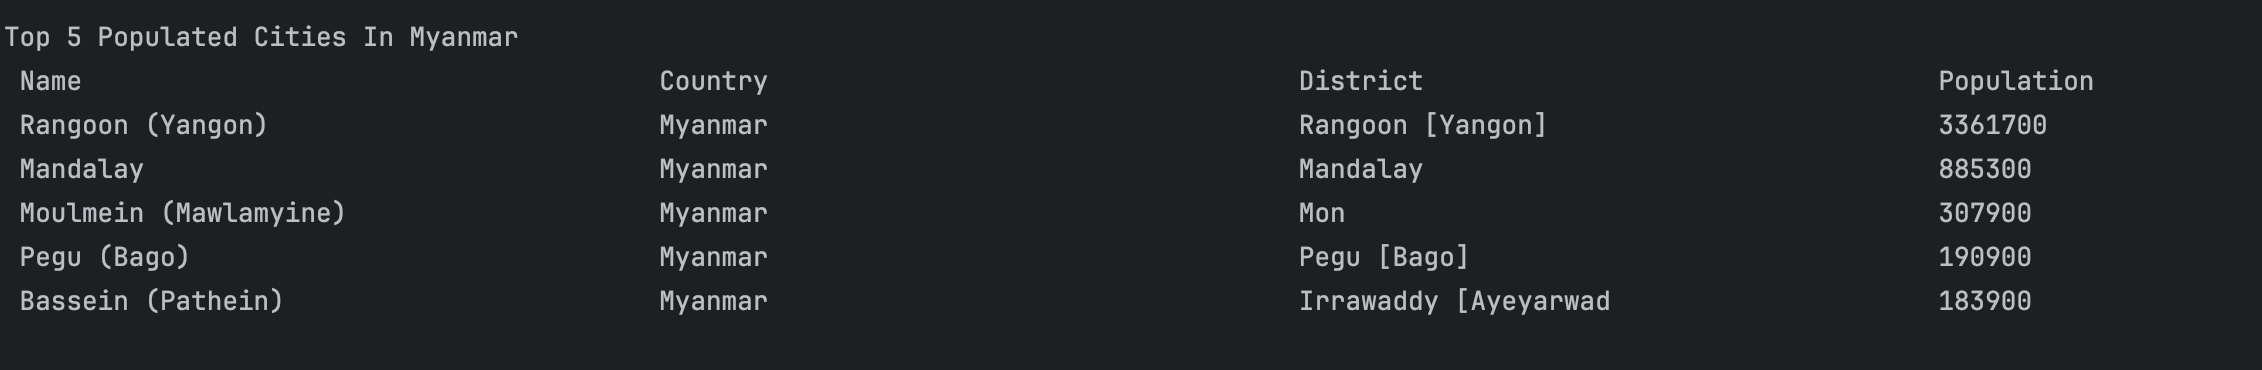 Top 5 Populated Cities In Myanmar
Name Country District Population
Rangoon (Yangon) Myanmar Rangoon [Yangon] 3361700
Mandalay Myanmar Mandalay 885300
Moulmein (Mawlamyine) Myanmar Mon 307900
Pegu (Bago) Myanmar Pegu [Bago] 190900
Bassein (Pathein) Myanmar Irrawaddy [Ayeyarwad 183900